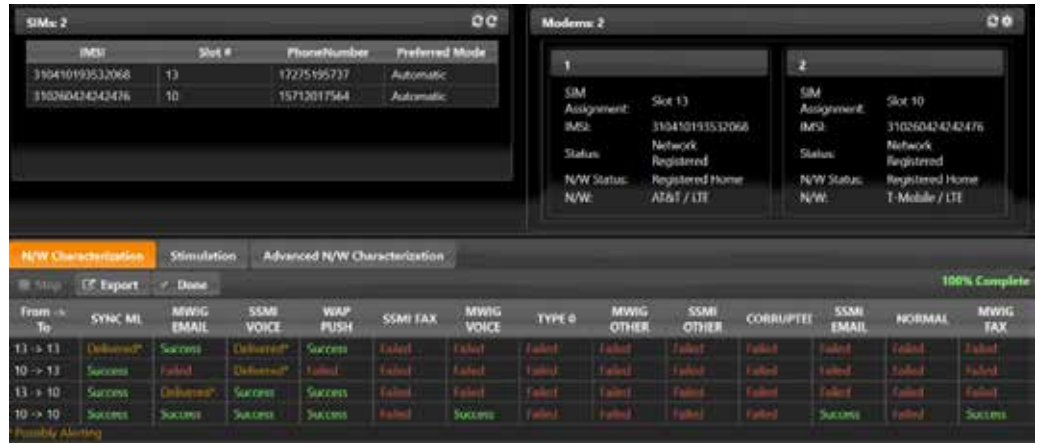 SIMs: 2
IMSI Slot # PhoneNumber Preferred Mode
310410193532068 13 17275195737 Automatic
310260424242476 10 15712017564 Automatic
Modems: 2
1
SIM Assignment: Slot 13
IMSI: 310410193532068
Status: Network Registered
N/W Status: Registered Home
N/W: AT&T / LTE
2
SIM Assignment: Slot 10
IMSI: 310260424242476
Status: Network Registered
N/W Status: Registered Home
N/W: T-Mobile / LTE
N/W Characterization Stimulation Advanced N/W Characterization
Stop Export Done 100% Complete
From -> To SYNC ML MWIG EMAIL SSMI VOICE WAP PUSH SSMI FAX MWIG VOICE TYPE 0 MWIG OTHER SSMI OTHER CORRUPTEI SSMI EMAIL NORMAL MWIG FAX
13 -> 13 Delivered* Success Delivered* Success Failed Failed Failed Failed Failed Failed Failed Failed Failed
10 -> 13 Success Failed Delivered* Failed Failed Failed Failed Failed Failed Failed Failed Failed Failed
13 -> 10 Success Delivered* Success Success Failed Failed Failed Failed Failed Failed Failed Failed Failed
10 -> 10 Success Success Success Success Failed Success Failed Failed Failed Failed Success Failed Success
* Possibly Alerting